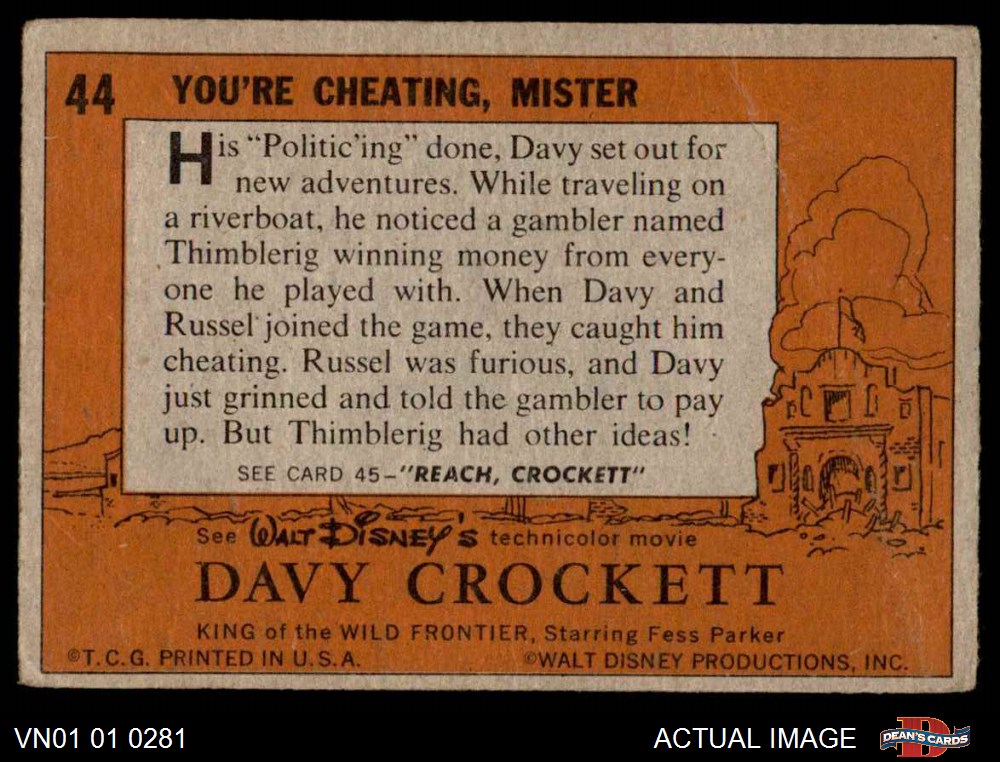 44 YOU'RE CHEATING, MISTER
His "Politic'ing" done, Davy set out for
new adventures. While traveling on
a riverboat, he noticed a gambler named
Thimblerig winning money from every-
one he played with. When Davy and
Russel joined the game, they caught him
cheating. Russel was furious, and Davy
just grinned and told the gambler to pay
up. But Thimblerig had other ideas!
SEE CARD 45-"REACH, CROCKETT"
See WALT DISNEY'S technicolor movie
DAVY CROCKETT
KING of the WILD FRONTIER, Starring Fess Parker
©T.C.G. PRINTED IN U.S.A. ©WALT DISNEY PRODUCTIONS, INC.
VN01 01 0281 ACTUAL IMAGE D DEAN'S CARDS